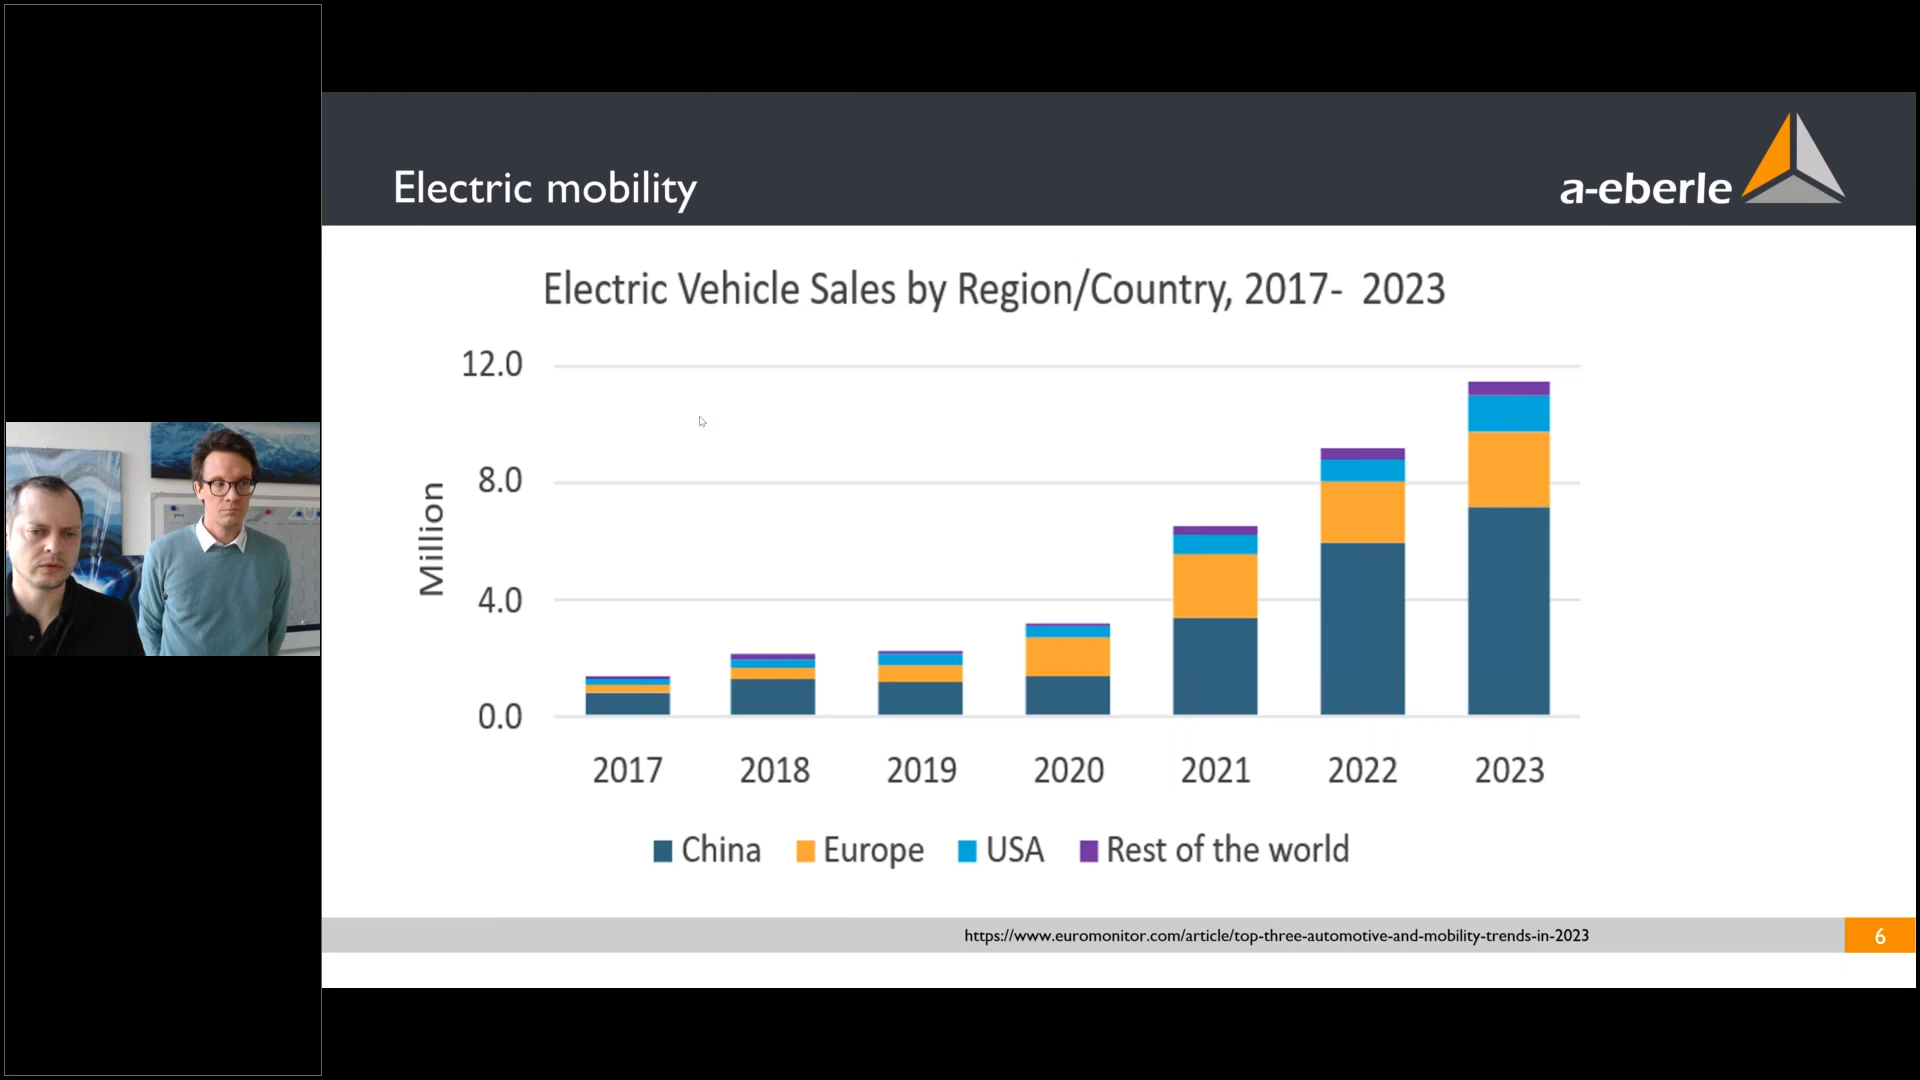 Electric mobility
a-eberle
Electric Vehicle Sales by Region/Country, 2017- 2023
Million
12.0
8.0
4.0
0.0
2017 2018 2019 2020 2021 2022 2023
China Europe USA Rest of the world
https://www.euromonitor.com/article/top-three-automotive-and-mobility-trends-in-2023
6